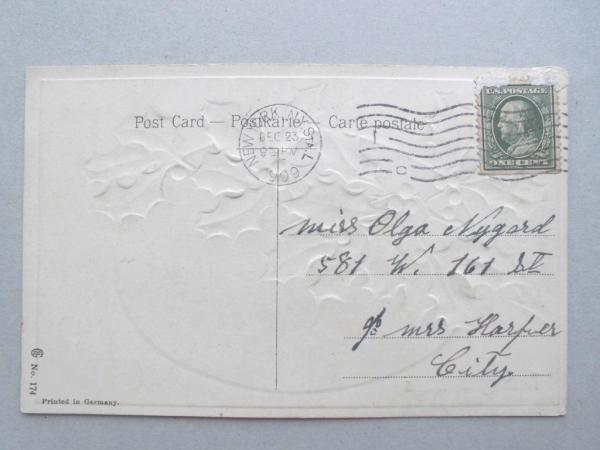 Post Card — Postkarte — Carte postale
NEW YORK, N.Y. STA. L
DEC 23
1909
U.S. POSTAGE
ONE CENT
Miss Olga Nygard
581 W. 161 St
c/o Mrs Harper
City.
No. 174
Printed in Germany.